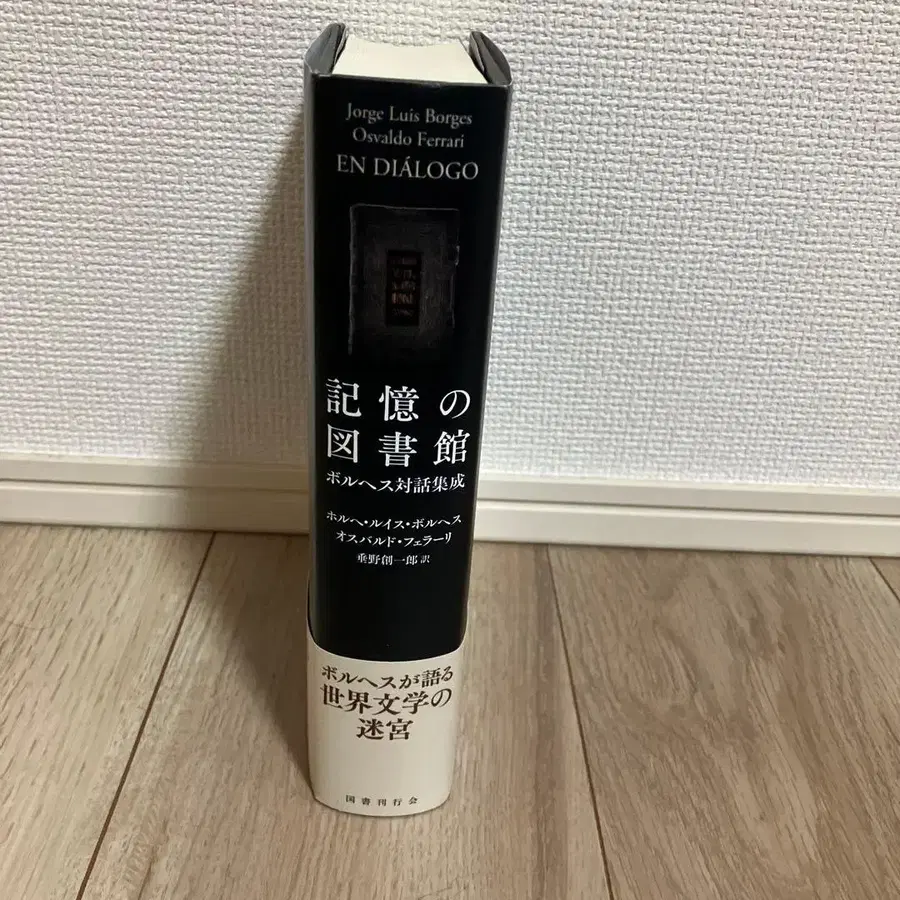 Jorge Luis Borges
Osvaldo Ferrari
EN DIÁLOGO
記憶の
図書館
ボルヘス対話集成
ホルヘ・ルイス・ボルヘス
オスバルド・フェラーリ
垂野創一郎 訳
ボルヘスが語る
世界文学の
迷宮
国書刊行会